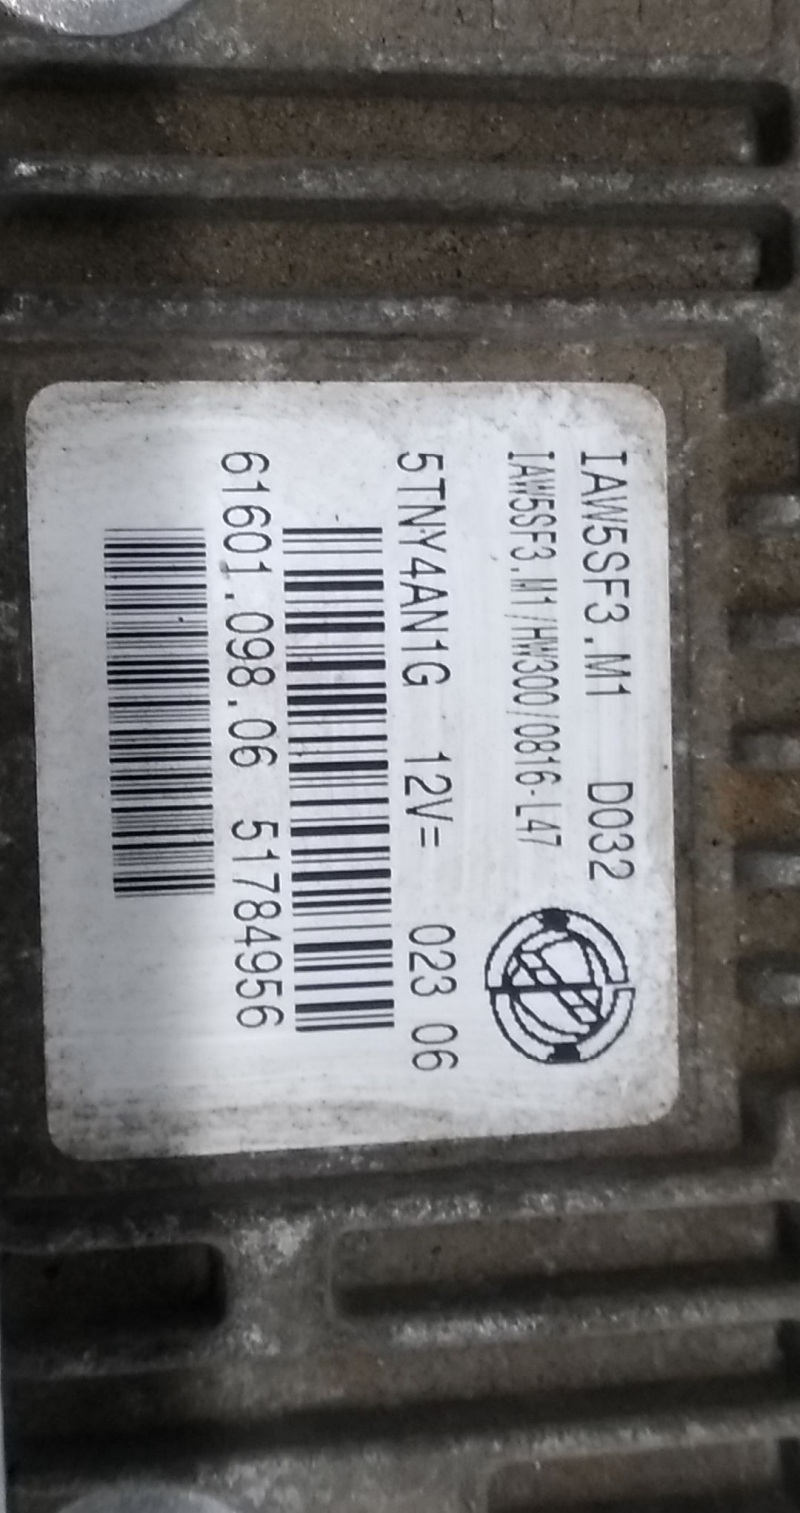 IAW5SF3.M1 D032
IAW5SF3.M1/HW300/0816-L47
5TNY4AN1G 12V= 023 06
61601.098.06 51784956